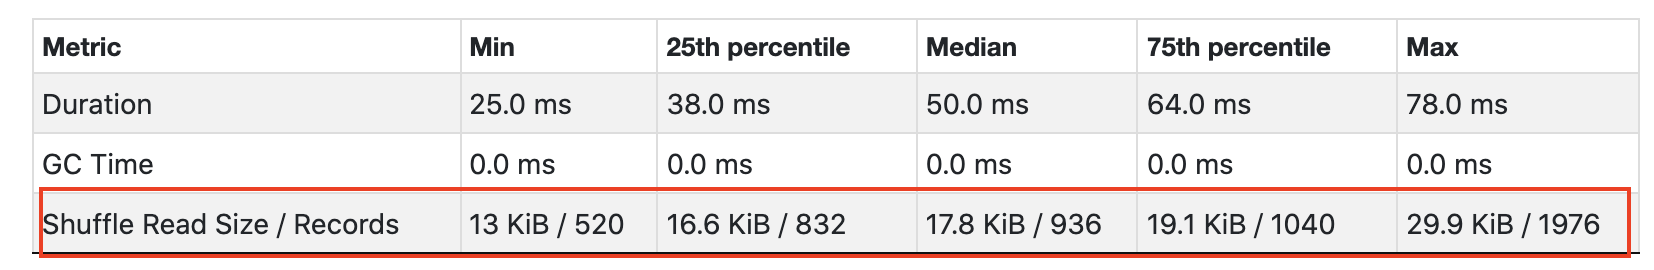 Metric Min 25th percentile Median 75th percentile Max
Duration 25.0 ms 38.0 ms 50.0 ms 64.0 ms 78.0 ms
GC Time 0.0 ms 0.0 ms 0.0 ms 0.0 ms 0.0 ms
Shuffle Read Size / Records 13 KiB / 520 16.6 KiB / 832 17.8 KiB / 936 19.1 KiB / 1040 29.9 KiB / 1976